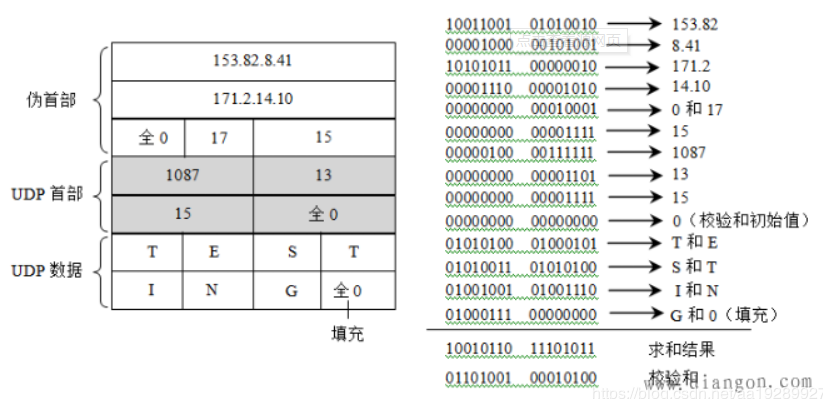 153.82.8.41
伪首部
171.2.14.10
全 0 17 15
1087 13
UDP 首部
15 全 0
T E S T
UDP 数据
I N G 全 0
填充
10011001 01010010 153.82
00001000 00101001 8.41
10101011 00000010 171.2
00001110 00001010 14.10
00000000 00010001 0 和 17
00000000 00001111 15
00000100 00111111 1087
00000000 00001101 13
00000000 00001111 15
00000000 00000000 0（校验和初始值）
01010100 01000101 T 和 E
01010011 01010100 S 和 T
01001001 01001110 I 和 N
01000111 00000000 G 和 0（填充）
10010110 11101011 求和结果
01101001 00010100 校验和
www.diangon.com
https://blog.csdn.net/aa19289927